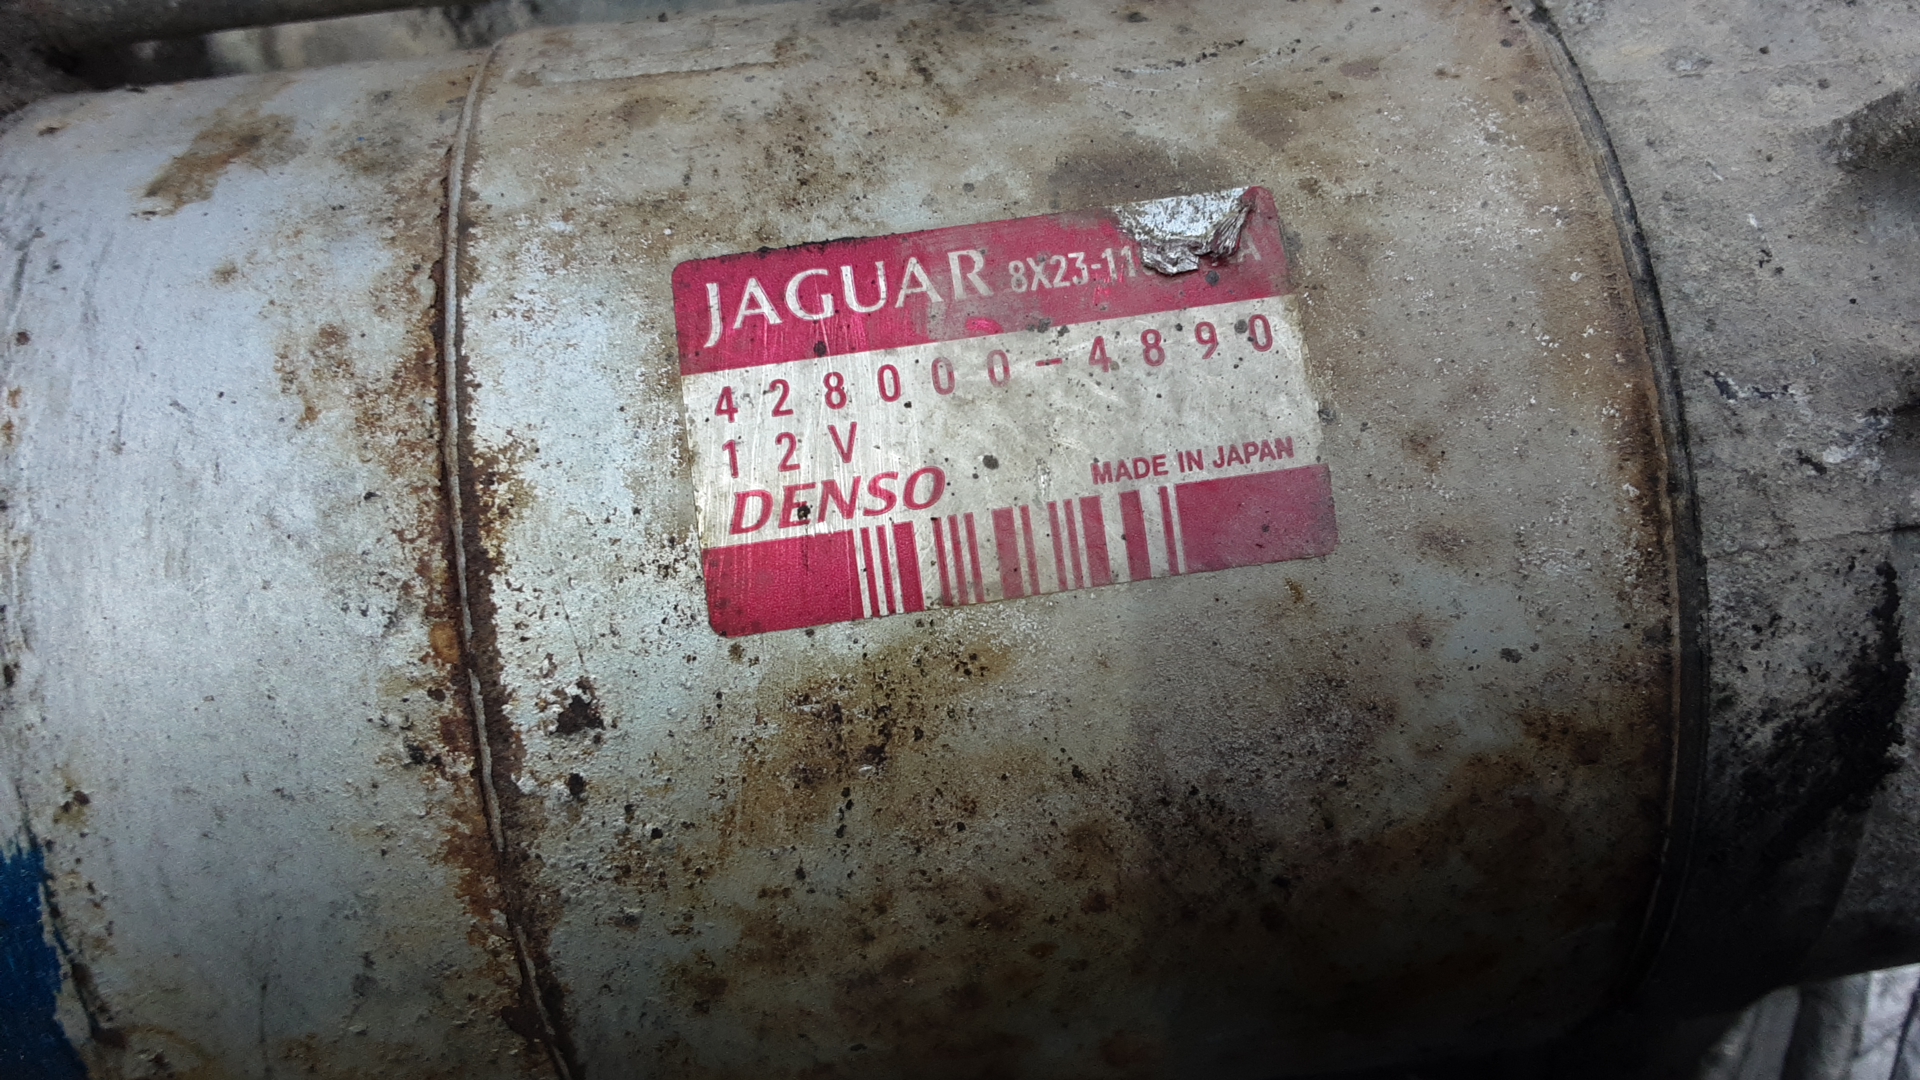 JAGUAR
428000-4890
12V
DENSO MADE IN JAPAN